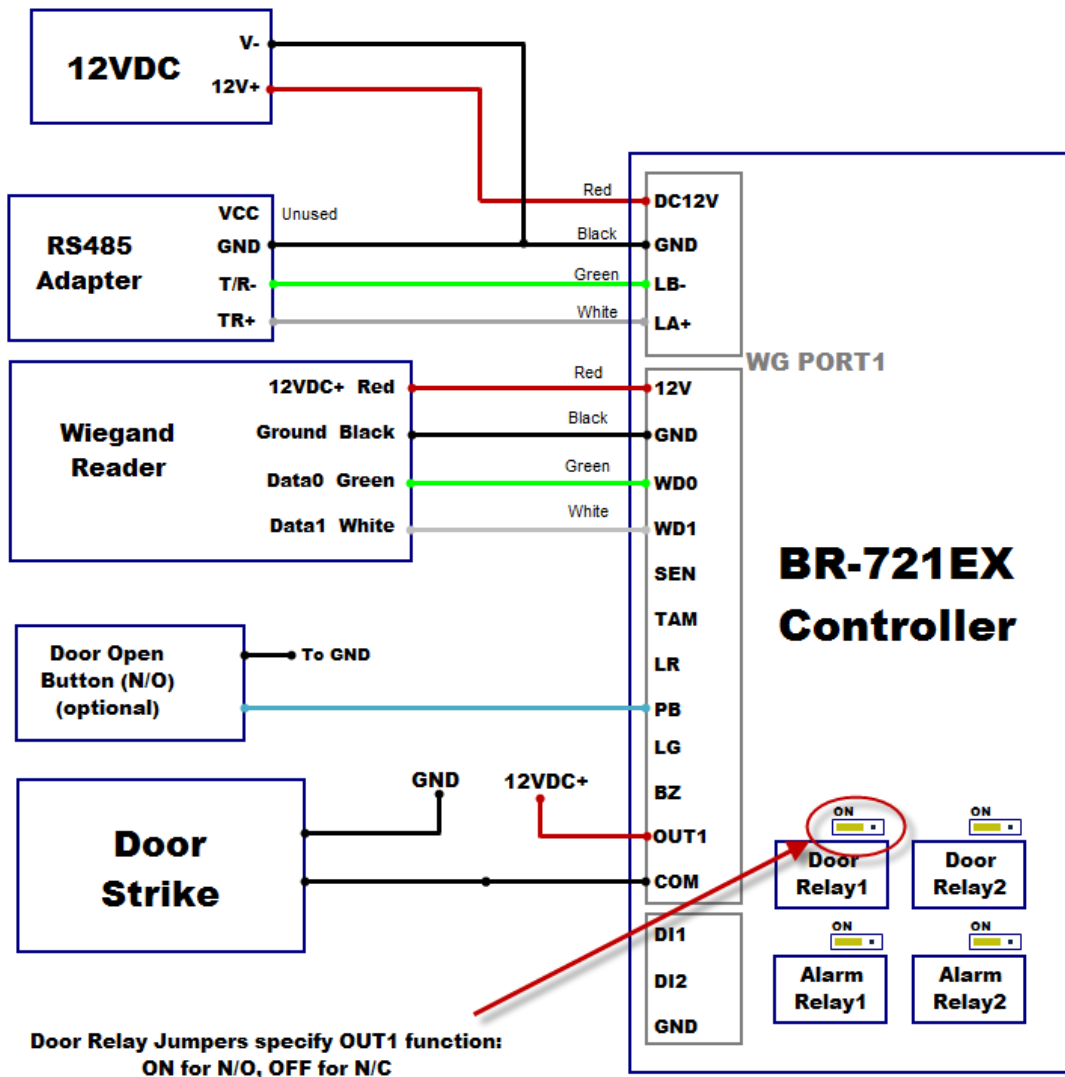 V-
12VDC
12V+
VCC Unused
RS485
Adapter
GND
T/R-
TR+
Red
Black
Green
White
DC12V
GND
LB-
LA+
WG PORT1
12VDC+ Red
Wiegand
Reader
Ground Black
Data0 Green
Data1 White
Red
Black
Green
White
12V
GND
WD0
WD1
SEN
TAM
LR
PB
LG
BZ
OUT1
COM
DI1
DI2
GND
BR-721EX
Controller
Door Open
Button (N/O)
(optional)
To GND
Door
Strike
GND
12VDC+
ON
Door
Relay1
ON
Door
Relay2
ON
Alarm
Relay1
ON
Alarm
Relay2
Door Relay Jumpers specify OUT1 function:
ON for N/O, OFF for N/C